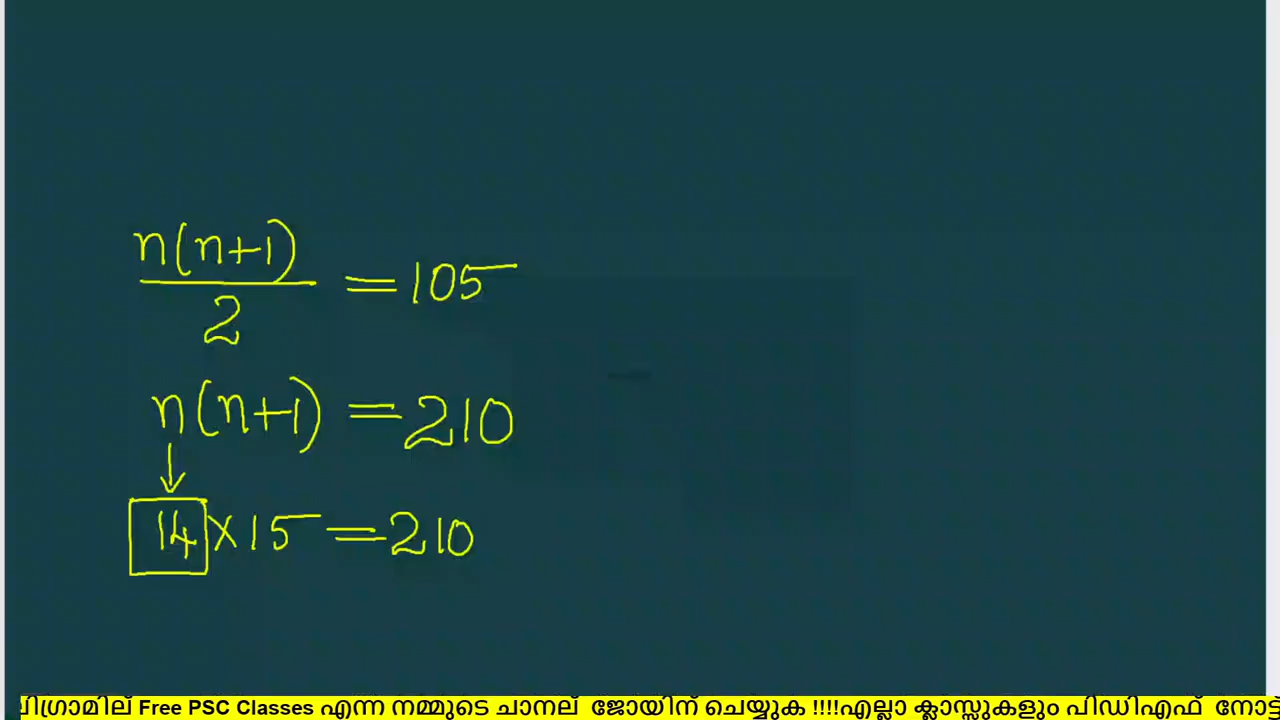 n(n+1)
2
=105
n(n+1) =210
14×15=210
Free PSC Classes എന്ന നമ്മുടെ ചാനല് ജോയിന് ചെയ്യുക !!!!എല്ലാ ക്ലാസ്സുകളും പിഡിഎഫ് നോട്ട